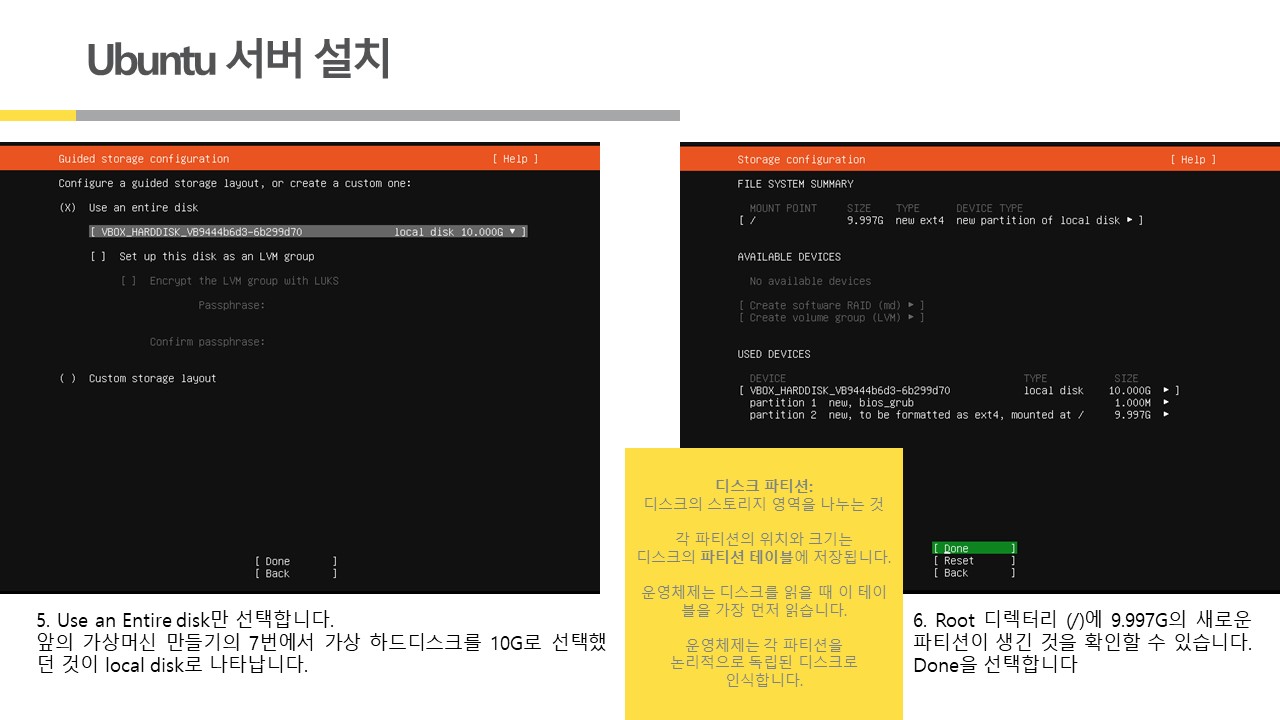 Ubuntu 서버 설치
Guided storage configuration [ Help ]
Configure a guided storage layout, or create a custom one:
(X) Use an entire disk
[ VBOX_HARDDISK_VB9444b6d3-6b299d70 local disk 10.000G ▼ ]
[ ] Set up this disk as an LVM group
[ ] Encrypt the LVM group with LUKS
Passphrase:
Confirm passphrase:
( ) Custom storage layout
[ Done ]
[ Back ]
5. Use an Entire disk만 선택합니다.
앞의 가상머신 만들기의 7번에서 가상 하드디스크를 10G로 선택했
던 것이 local disk로 나타납니다.
Storage configuration [ Help ]
FILE SYSTEM SUMMARY
MOUNT POINT SIZE TYPE DEVICE TYPE
[ / 9.997G new ext4 new partition of local disk ▸ ]
AVAILABLE DEVICES
No available devices
[ Create software RAID (md) ▸ ]
[ Create volume group (LVM) ▸ ]
USED DEVICES
DEVICE TYPE SIZE
[ VBOX_HARDDISK_VB9444b6d3-6b299d70 local disk 10.000G ▸ ]
partition 1 new, bios_grub 1.000M ▸
partition 2 new, to be formatted as ext4, mounted at / 9.997G ▸
[ Done ]
[ Reset ]
[ Back ]
디스크 파티션:
디스크의 스토리지 영역을 나누는 것
각 파티션의 위치와 크기는
디스크의 파티션 테이블에 저장됩니다.
운영체제는 디스크를 읽을 때 이 테이
블을 가장 먼저 읽습니다.
운영체제는 각 파티션을
논리적으로 독립된 디스크로
인식합니다.
6. Root 디렉터리 (/)에 9.997G의 새로운
파티션이 생긴 것을 확인할 수 있습니다.
Done을 선택합니다